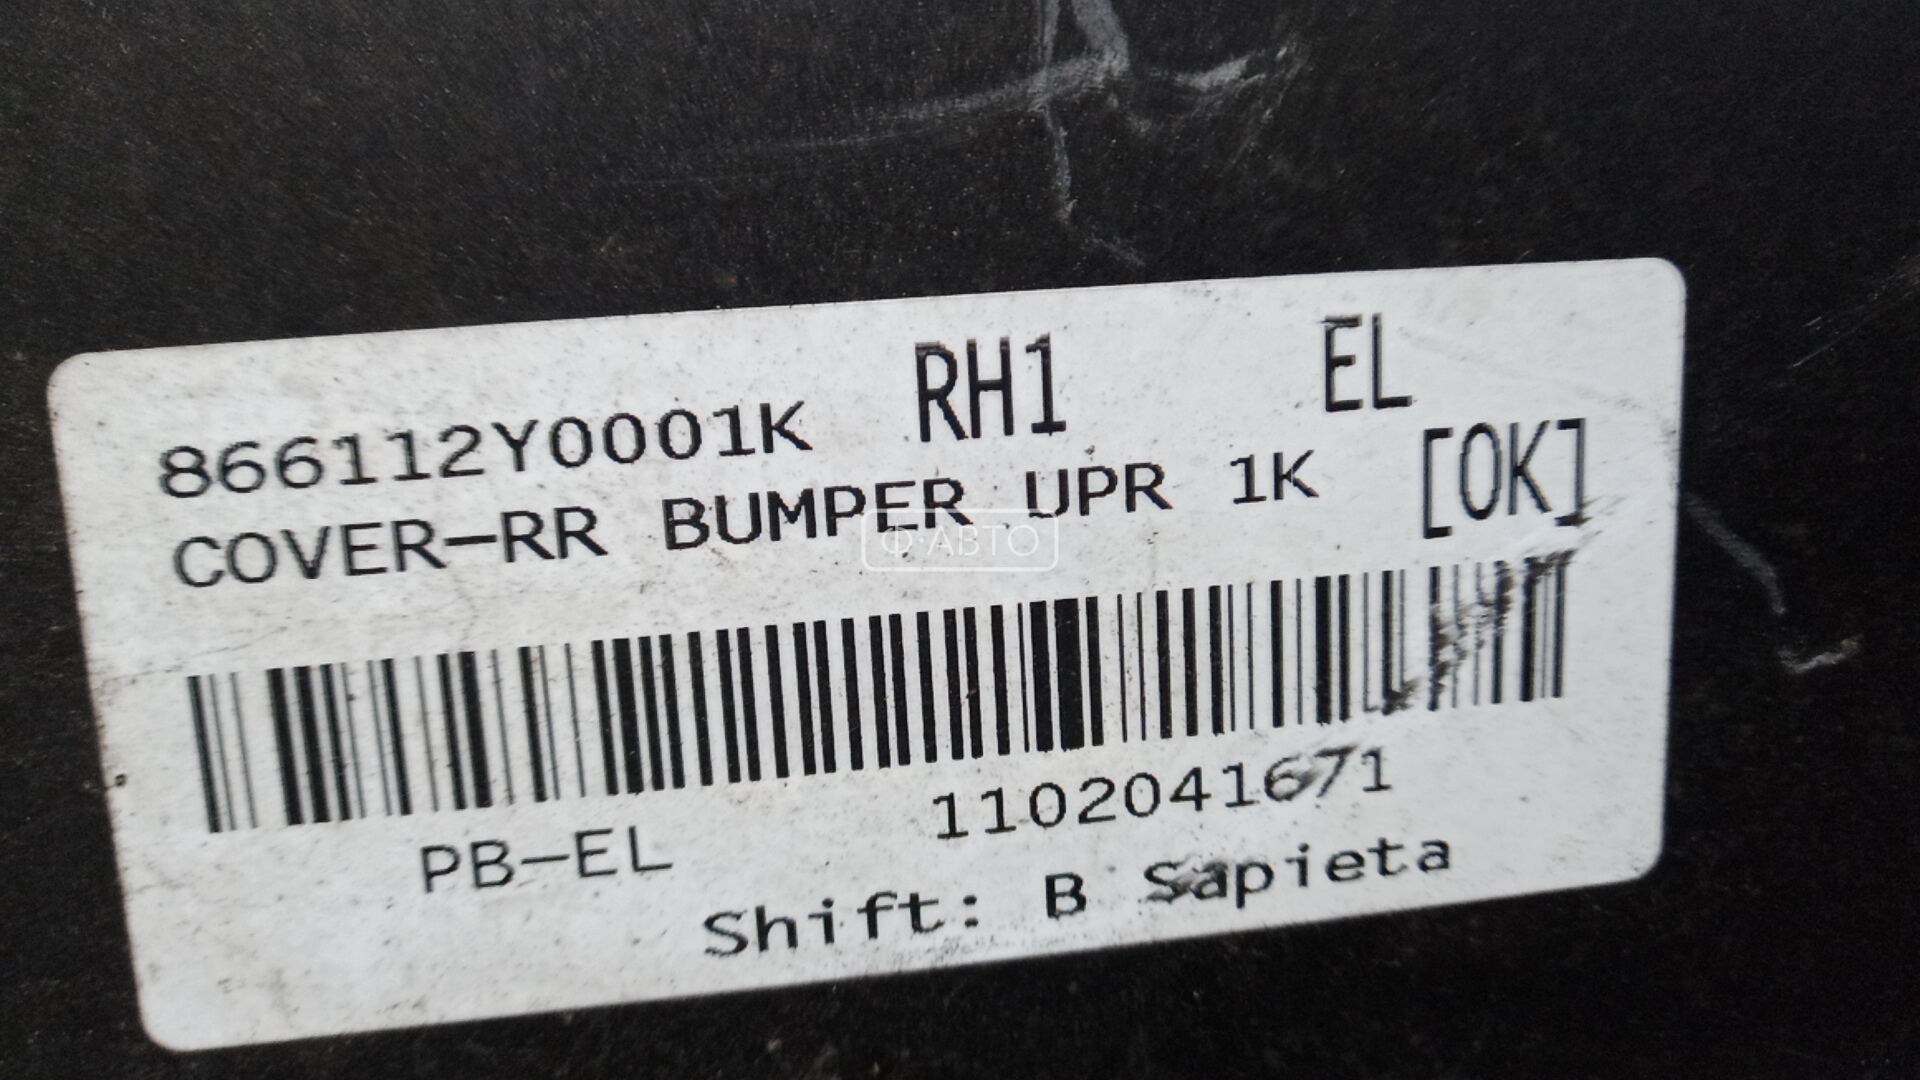 866112Y0001K RH1 EL
COVER-RR BUMPER UPR 1K [OK]
Ф·АВТО
PB-EL 1102041671
Shift: B Sapieta